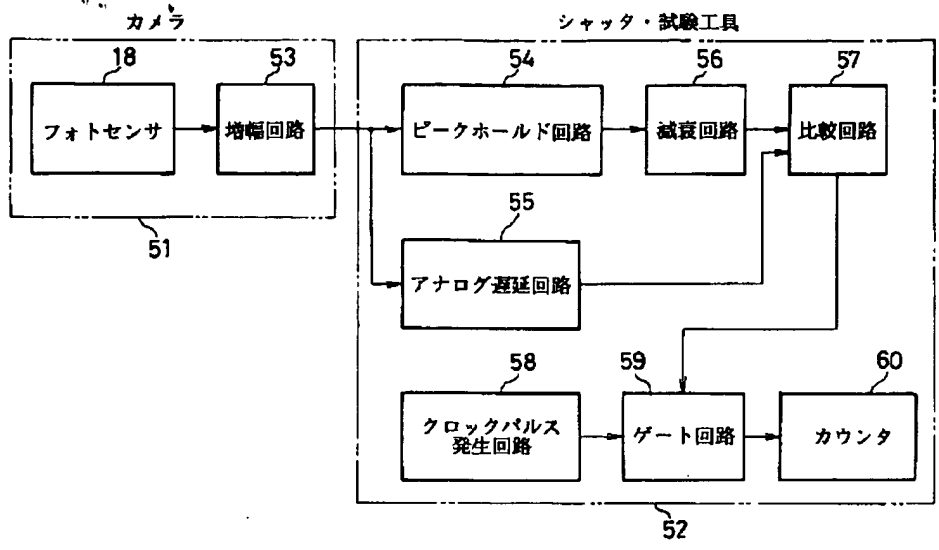 カメラ
シャッタ・試験工具
18
53
54
56
57
フォトセンサ
増幅回路
ピークホールド回路
減衰回路
比較回路
51
55
アナログ遅延回路
58
59
60
クロックパルス
発生回路
ゲート回路
カウンタ
52